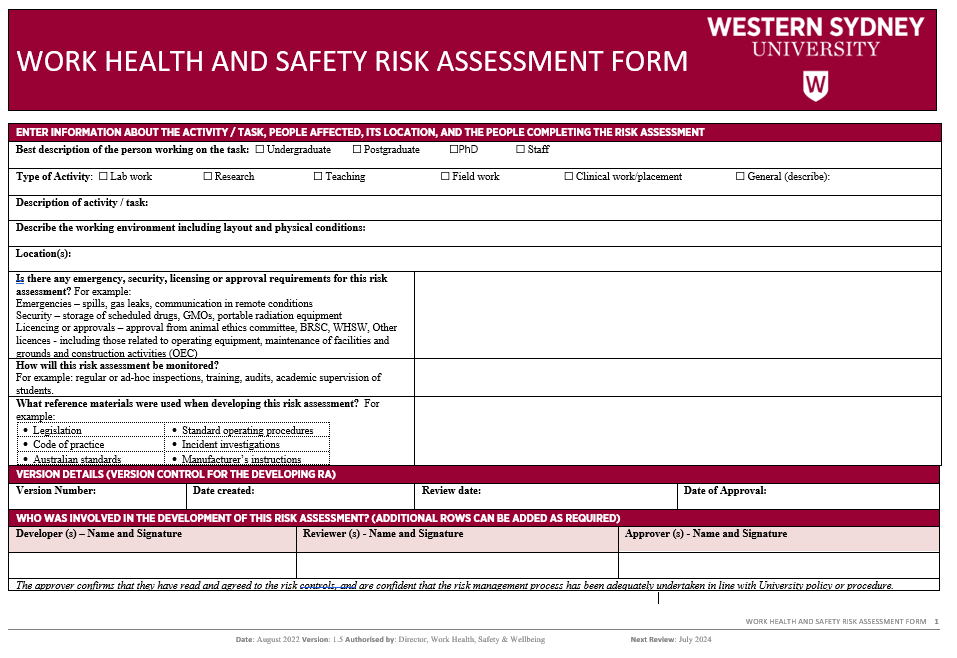 WORK HEALTH AND SAFETY RISK ASSESSMENT FORM
WESTERN SYDNEY
UNIVERSITY
W
ENTER INFORMATION ABOUT THE ACTIVITY / TASK, PEOPLE AFFECTED, ITS LOCATION, AND THE PEOPLE COMPLETING THE RISK ASSESSMENT
Best description of the person working on the task: ☐ Undergraduate ☐ Postgraduate ☐PhD ☐ Staff
Type of Activity: ☐ Lab work ☐ Research ☐ Teaching ☐ Field work ☐ Clinical work/placement ☐ General (describe):
Description of activity / task:
Describe the working environment including layout and physical conditions:
Location(s):
Is there any emergency, security, licensing or approval requirements for this risk
assessment? For example:
Emergencies – spills, gas leaks, communication in remote conditions
Security – storage of scheduled drugs, GMOs, portable radiation equipment
Licencing or approvals – approval from animal ethics committee, BRSC, WHSW, Other
licences - including those related to operating equipment, maintenance of facilities and
grounds and construction activities (OEC)
How will this risk assessment be monitored?
For example: regular or ad-hoc inspections, training, audits, academic supervision of
students.
What reference materials were used when developing this risk assessment? For
example:
• Legislation • Standard operating procedures
• Code of practice • Incident investigations
• Australian standards • Manufacturer's instructions
VERSION DETAILS (VERSION CONTROL FOR THE DEVELOPING RA)
Version Number: Date created: Review date: Date of Approval:
WHO WAS INVOLVED IN THE DEVELOPMENT OF THIS RISK ASSESSMENT? (ADDITIONAL ROWS CAN BE ADDED AS REQUIRED)
Developer (s) – Name and Signature Reviewer (s) - Name and Signature Approver (s) - Name and Signature
The approver confirms that they have read and agreed to the risk controls, and are confident that the risk management process has been adequately undertaken in line with University policy or procedure.
WORK HEALTH AND SAFETY RISK ASSESSMENT FORM 1
Date: August 2022 Version: 1.5 Authorised by: Director, Work Health, Safety & Wellbeing Next Review: July 2024